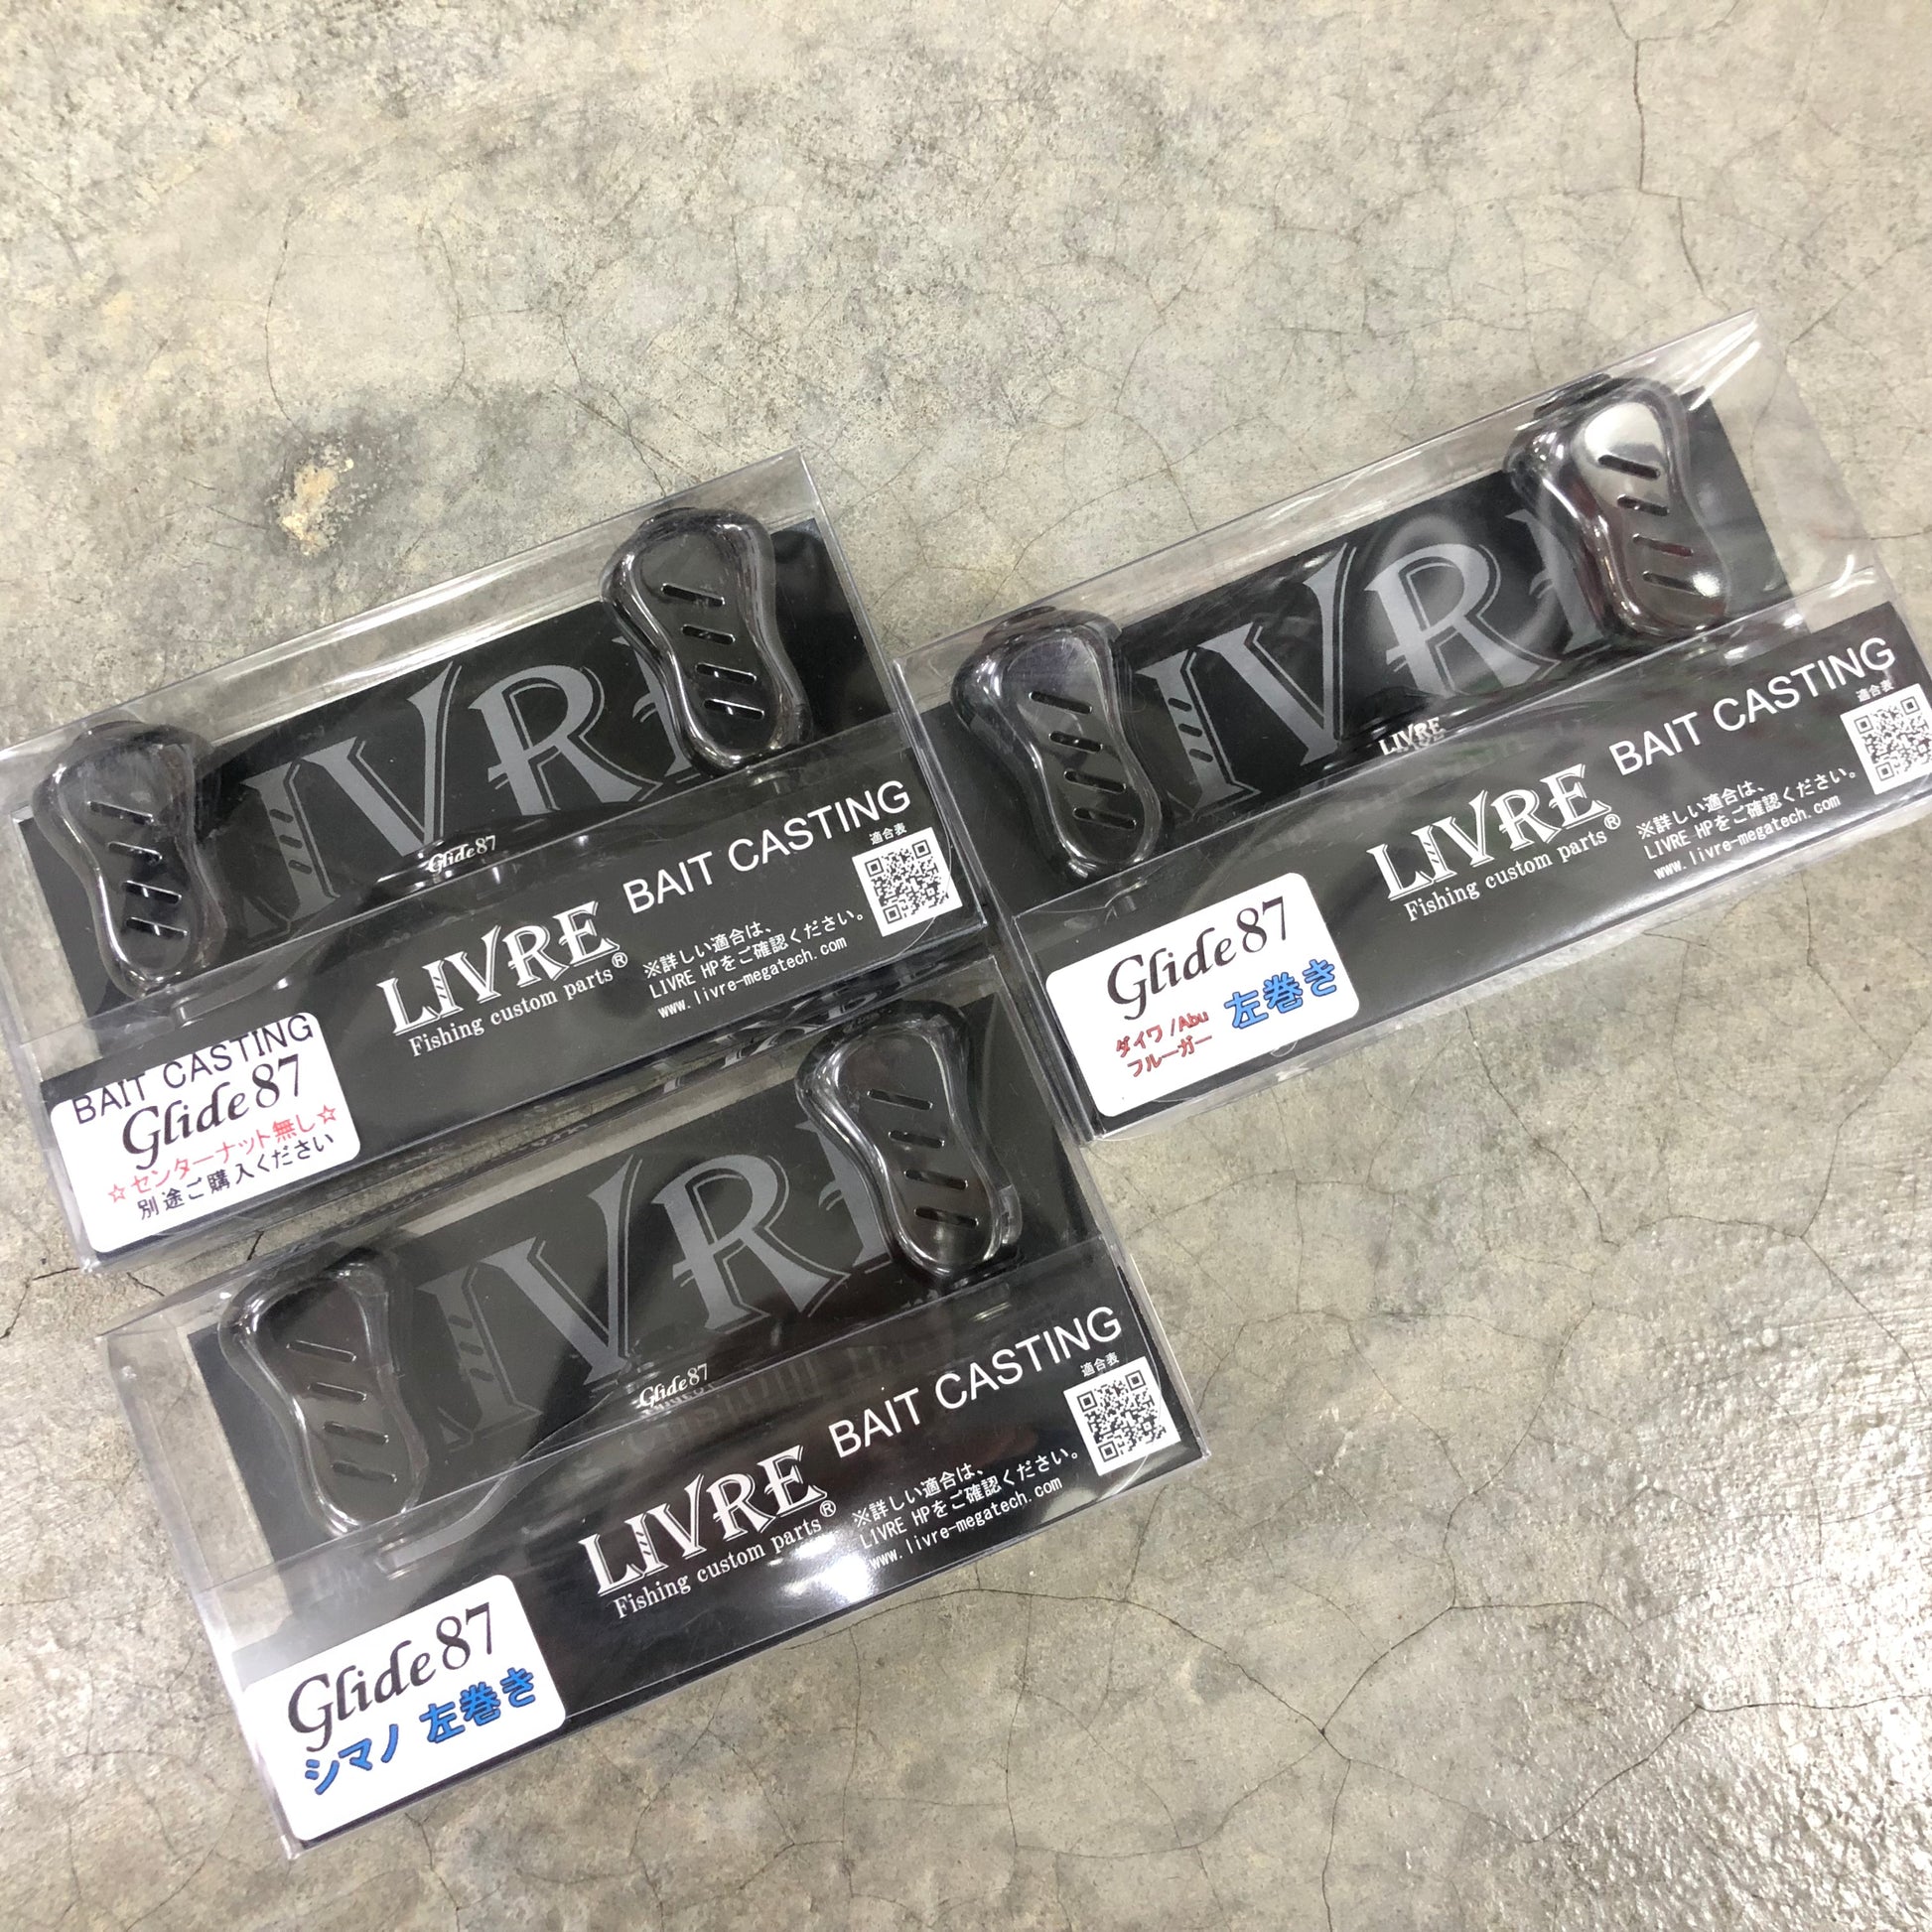 LIVRE
Glide87
BAIT CASTING
適合表
LIVRE®
Fishing custom parts
※詳しい適合は、
LIVRE HPをご確認ください。
www.livre-megatech.com
BAIT CASTING
Glide87
☆センターナット無し☆
別途ご購入ください
LIVRE
LIVRE
BAIT CASTING
適合表
LIVRE®
Fishing custom parts
※詳しい適合は、
LIVRE HPをご確認ください。
www.livre-megatech.com
Glide87
ダイワ/Abu
フルーガー
左巻き
LIVRE
Glide87
BAIT CASTING
適合表
LIVRE®
Fishing custom parts
※詳しい適合は、
LIVRE HPをご確認ください。
www.livre-megatech.com
Glide87
シマノ 左巻き